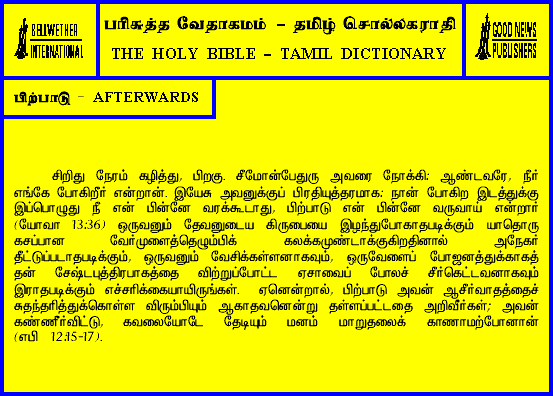 BELLWETHER
INTERNATIONAL
பரிசுத்த வேதாகமம் - தமிழ் சொல்லகராதி
THE HOLY BIBLE - TAMIL DICTIONARY
GOOD NEWS
PUBLISHERS
பிற்பாடு - AFTERWARDS
சிறிது நேரம் கழித்து, பிறகு. சீமோன்பேதுரு அவரை நோக்கி: ஆண்டவரே, நீர்
எங்கே போகிறீர் என்றான். இயேசு அவனுக்குப் பிரதியுத்தரமாக: நான் போகிற இடத்துக்கு
இப்பொழுது நீ என் பின்னே வரக்கூடாது, பிற்பாடு என் பின்னே வருவாய் என்றார்
(யோவா 13:36) ஒருவனும் தேவனுடைய கிருபையை இழந்துபோகாதபடிக்கும் யாதொரு
கசப்பான வேர்முளைத்தெழும்பிக் கலக்கமுண்டாக்குகிறதினால் அநேகர்
தீட்டுப்படாதபடிக்கும், ஒருவனும் வேசிக்கள்ளனாகவும், ஒருவேளைப் போஜனத்துக்காகத்
தன் சேஷ்டபுத்திரபாகத்தை விற்றுப்போட்ட ஏசாவைப் போலச் சீர்கெட்டவனாகவும்
இராதபடிக்கும் எச்சரிக்கையாயிருங்கள். ஏனென்றால், பிற்பாடு அவன் ஆசீர்வாதத்தைச்
சுதந்தரித்துக்கொள்ள விரும்பியும் ஆகாதவனென்று தள்ளப்பட்டதை அறிவீர்கள்; அவன்
கண்ணீர்விட்டு, கவலையோடே தேடியும் மனம் மாறுதலைக் காணாமற்போனான்
(எபி 12:15-17).